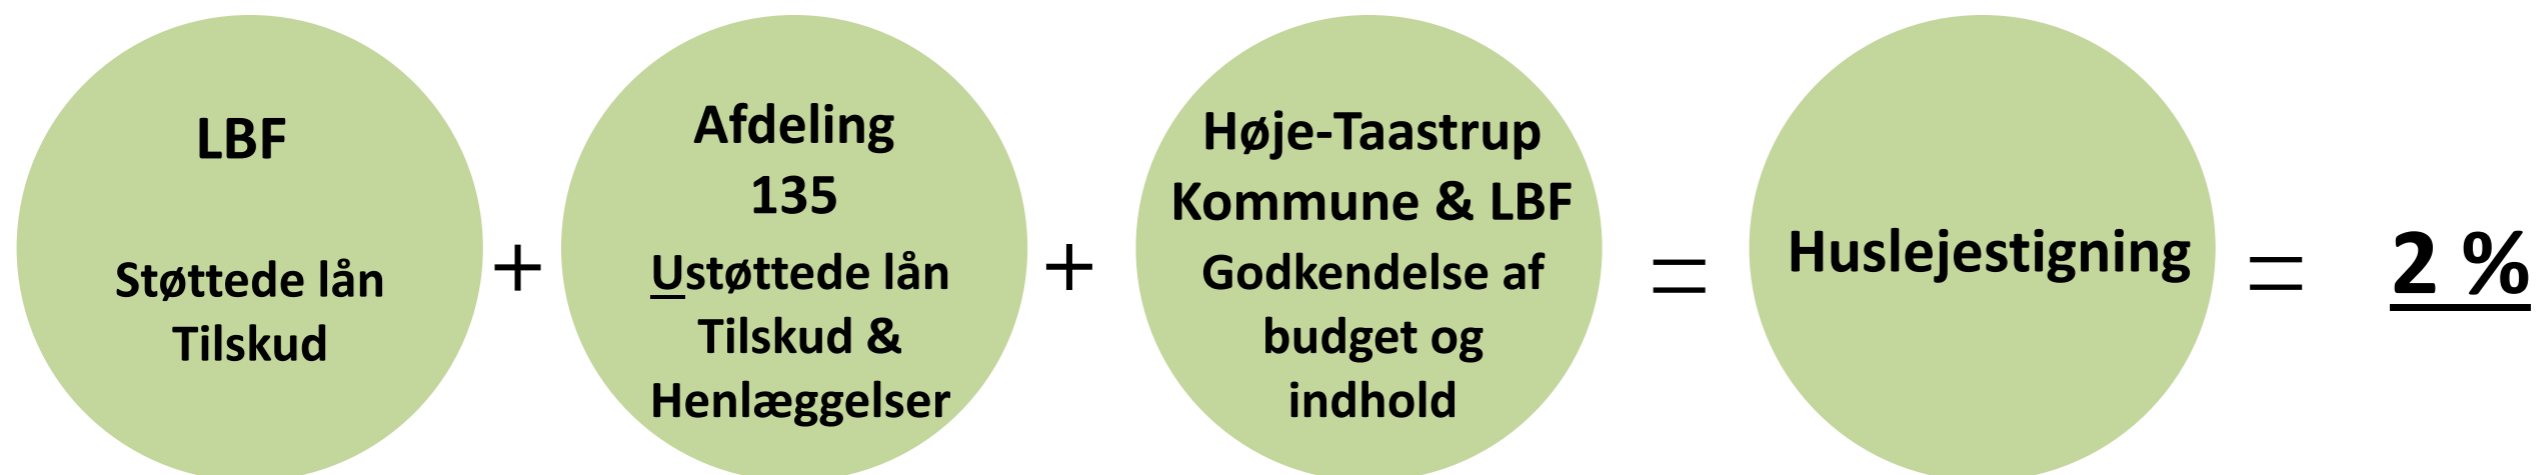 LBF
Støttede lån
Tilskud
+
Afdeling
135
Ustøttede lån
Tilskud &
Henlæggelser
+
Høje-Taastrup
Kommune & LBF
Godkendelse af
budget og
indhold
=
Huslejestigning
=
2 %